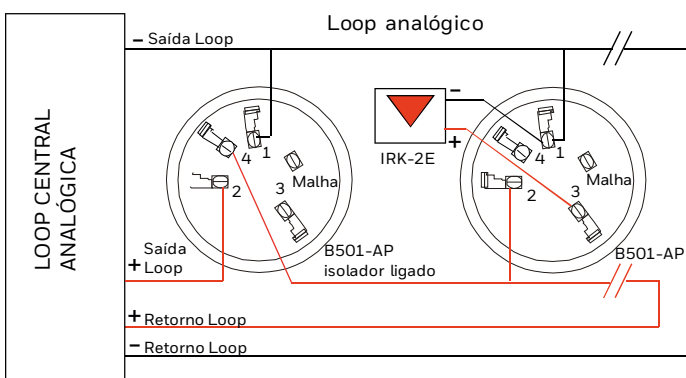 Loop analógico
– Saída Loop
LOOP CENTRAL
ANALÓGICA
4
1
Malha
2
3
–
+
IRK-2E
4
1
Malha
2
3
Saída
+ Loop
B501-AP
isolador ligado
B501-AP
+ Retorno Loop
– Retorno Loop